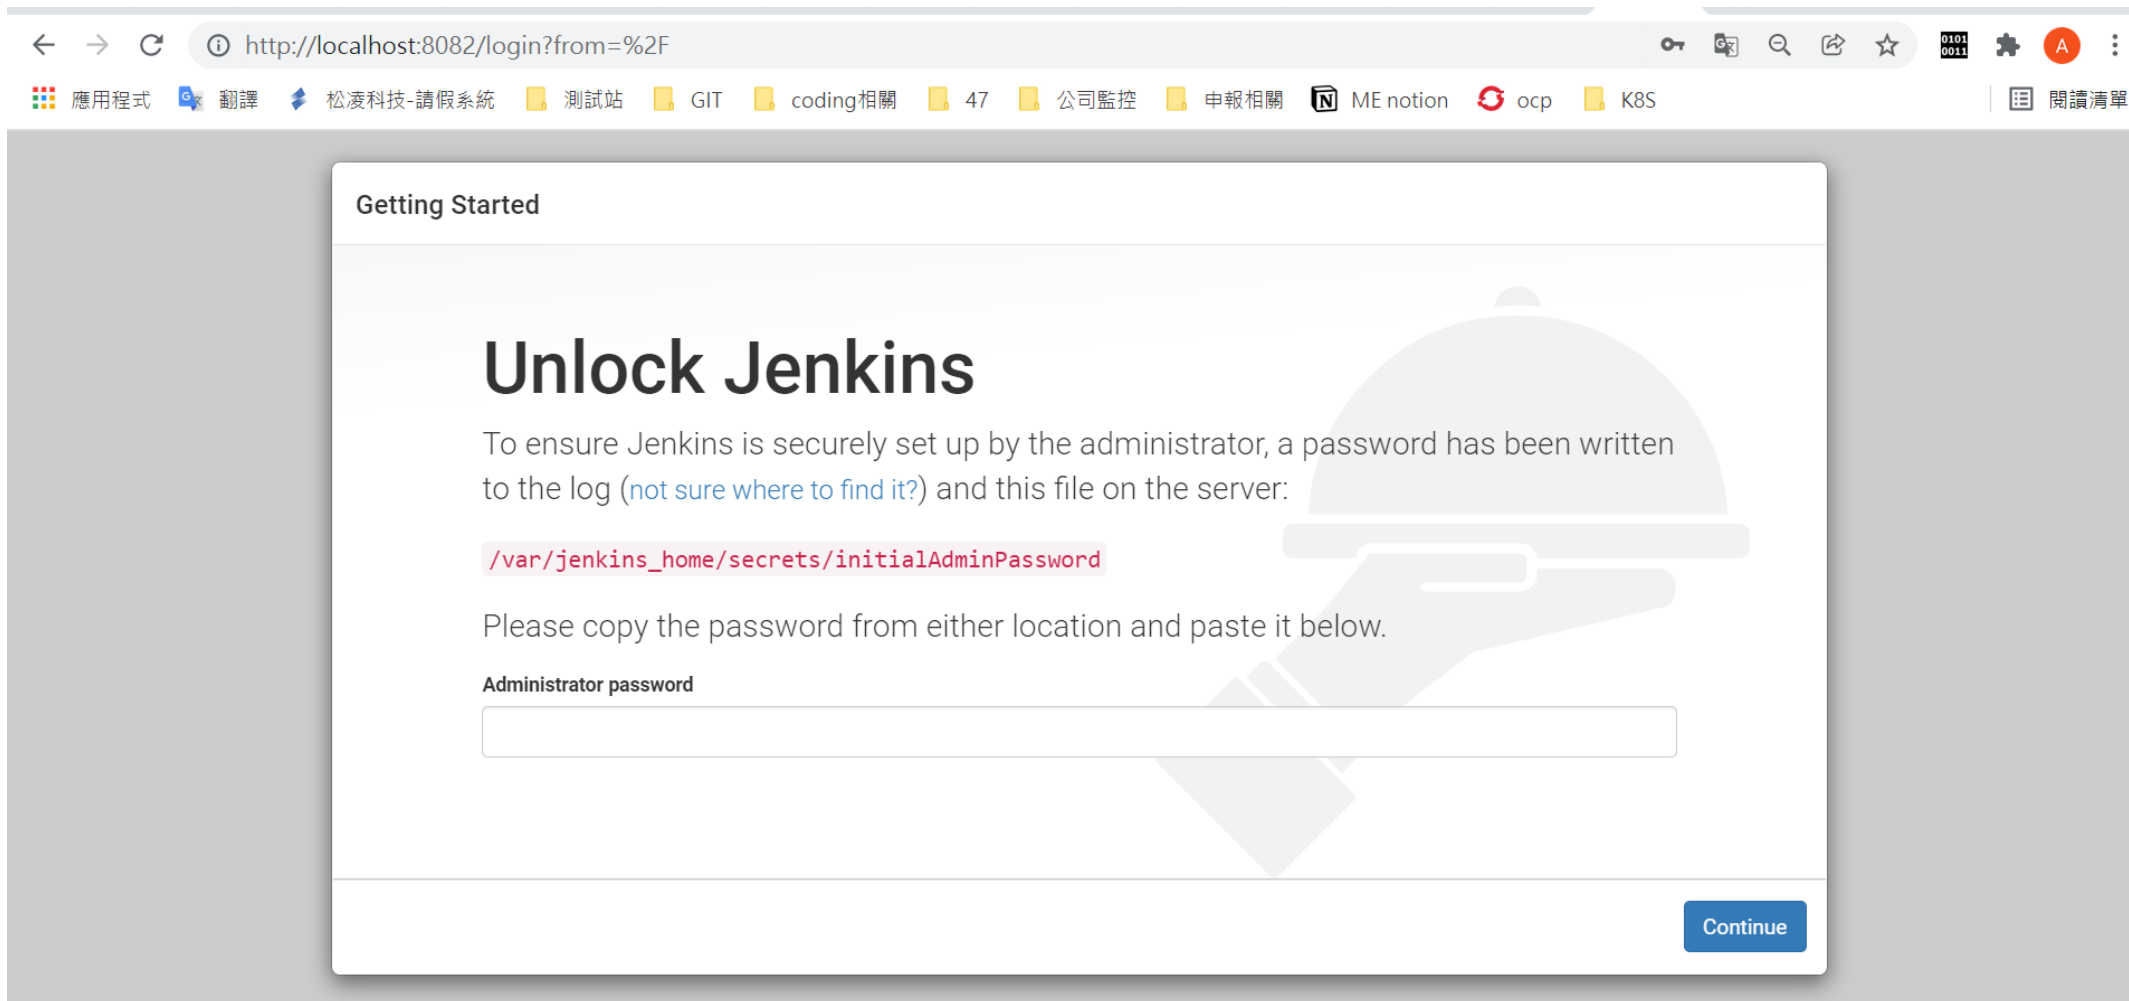 http://localhost:8082/login?from=%2F
0101
0011
A
應用程式 翻譯 松凌科技-請假系統 測試站 GIT coding相關 47 公司監控 申報相關 ME notion ocp K8S 閱讀清單
Getting Started
Unlock Jenkins
To ensure Jenkins is securely set up by the administrator, a password has been written
to the log (not sure where to find it?) and this file on the server:
/var/jenkins_home/secrets/initialAdminPassword
Please copy the password from either location and paste it below.
Administrator password
Continue